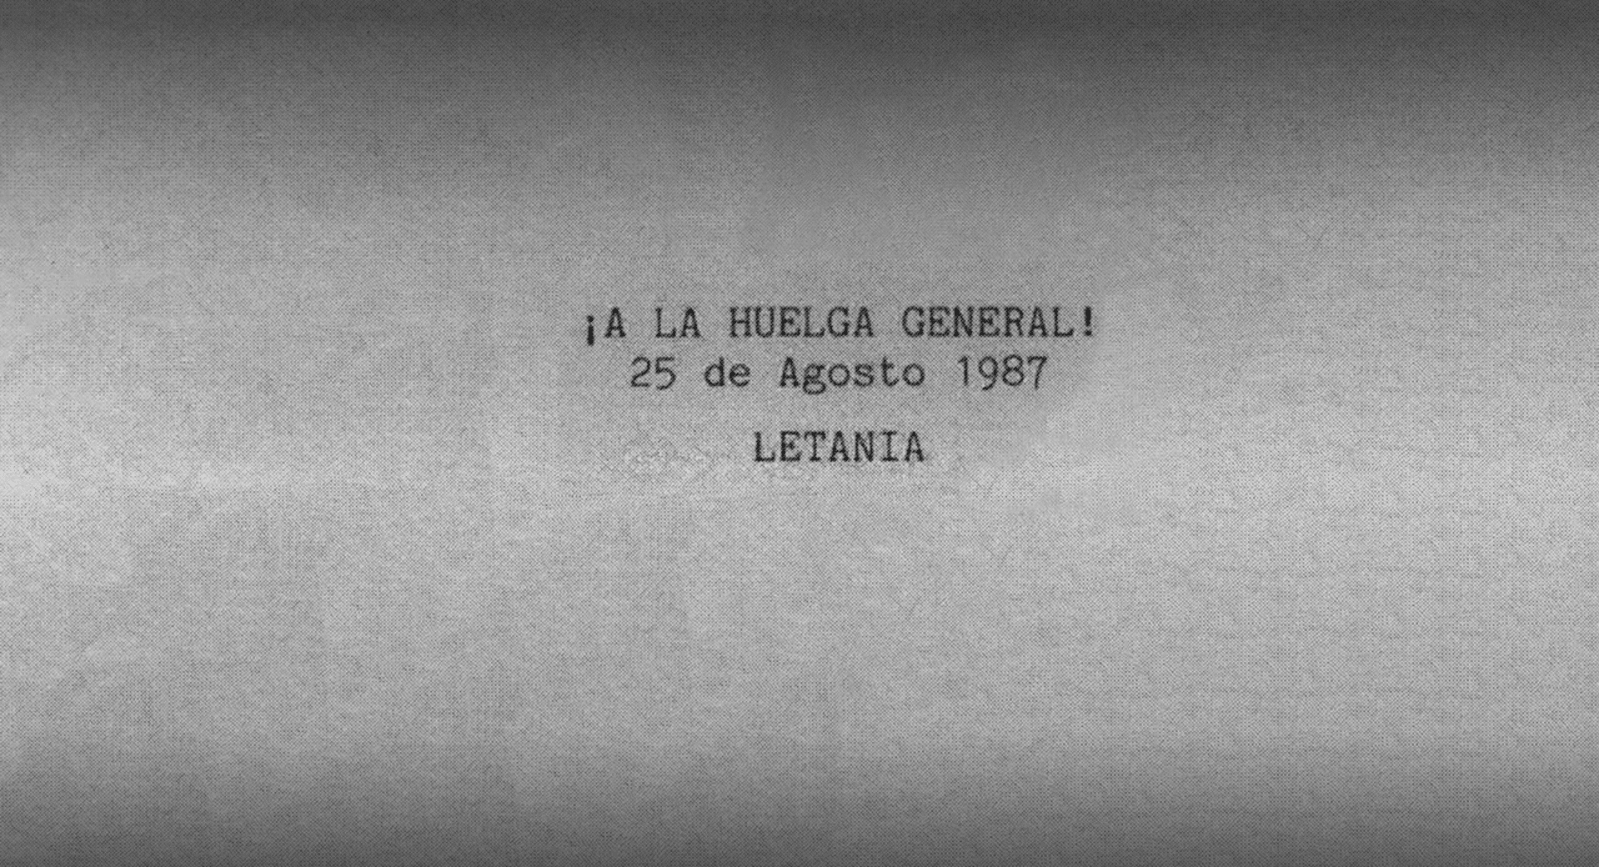 ¡A LA HUELGA GENERAL!
25 de Agosto 1987
LETANIA